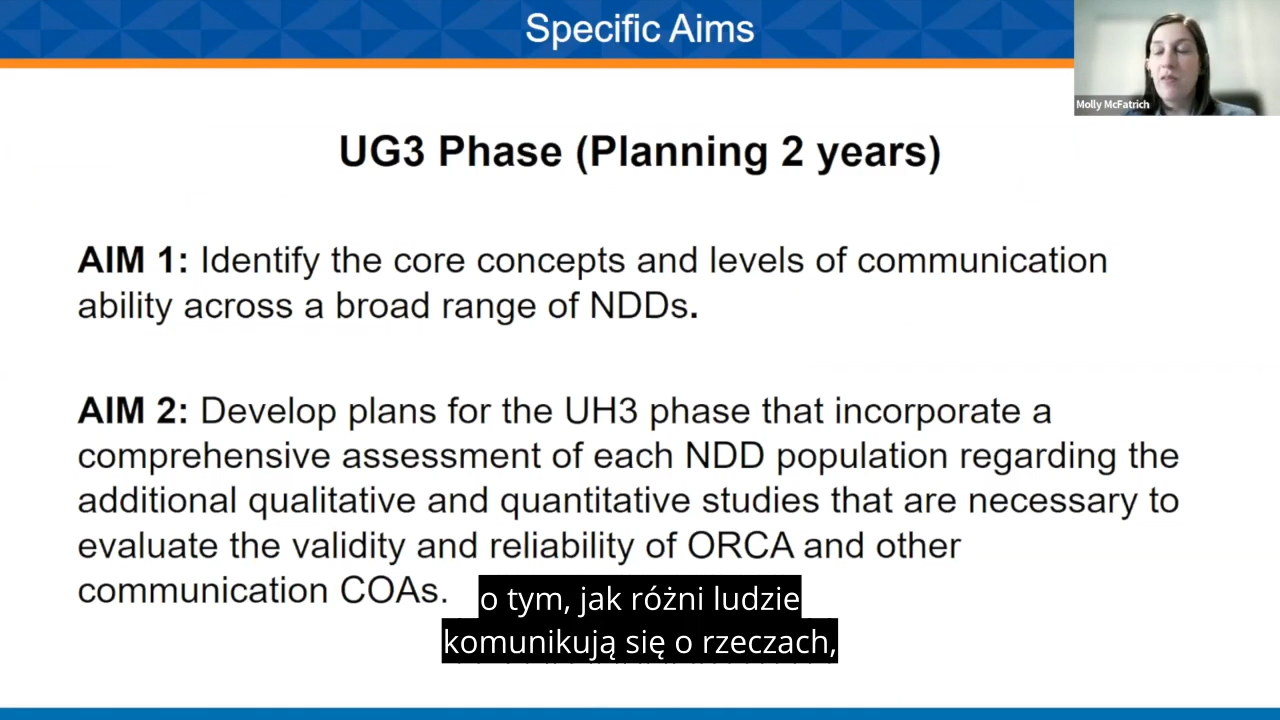 Specific Aims
Molly McFatrich
UG3 Phase (Planning 2 years)
AIM 1: Identify the core concepts and levels of communication
ability across a broad range of NDDs.
AIM 2: Develop plans for the UH3 phase that incorporate a
comprehensive assessment of each NDD population regarding the
additional qualitative and quantitative studies that are necessary to
evaluate the validity and reliability of ORCA and other
communication COAs.
o tym, jak różni ludzie
komunikują się o rzeczach,